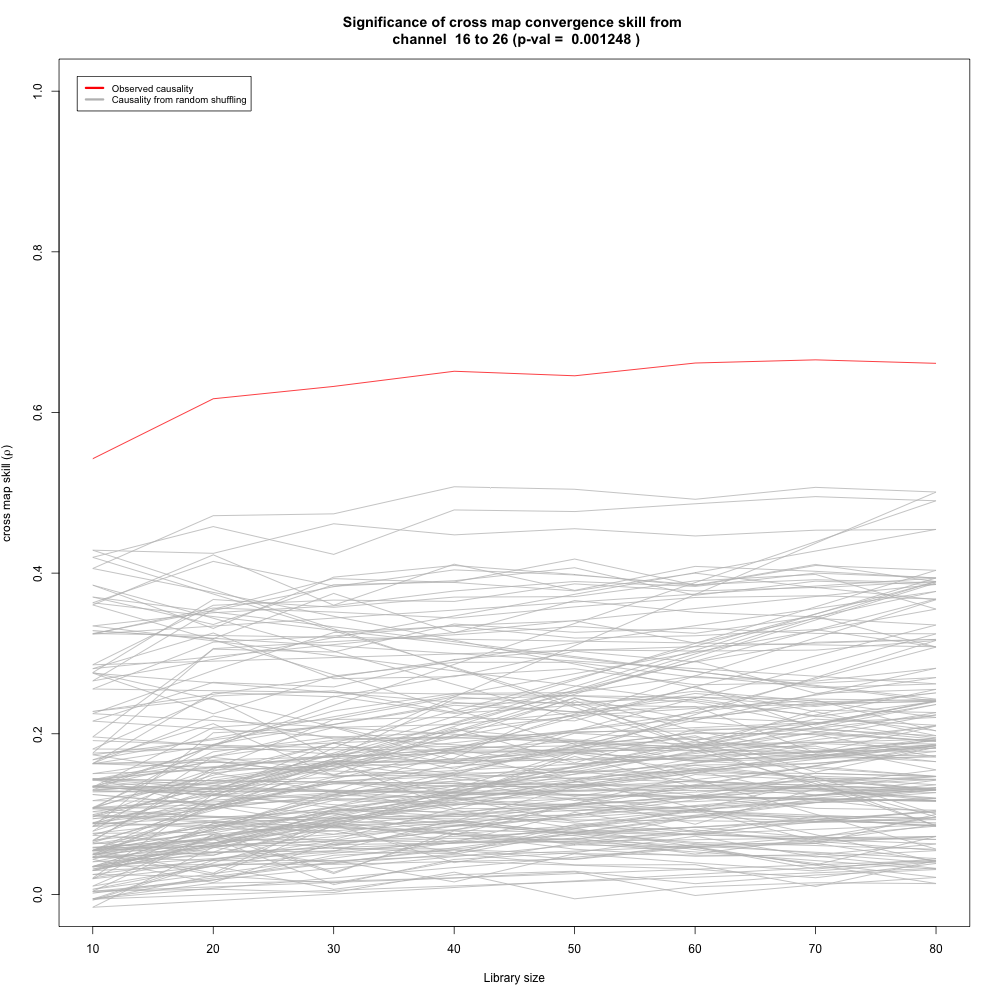 Significance of cross map convergence skill from
channel  16 to 26 (p-val =  0.001248 )
Observed causality
Causality from random shuffling
1.0
0.8
0.6
0.4
0.2
0.0
cross map skill (ρ)
10 20 30 40 50 60 70 80
Library size